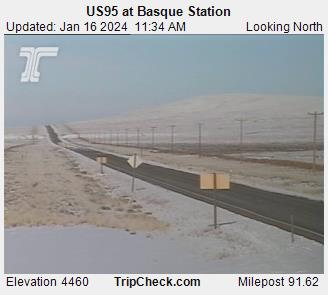 US95 at Basque Station
Updated: Jan 16 2024 11:34 AM Looking North
Elevation 4460 TripCheck.com Milepost 91.62